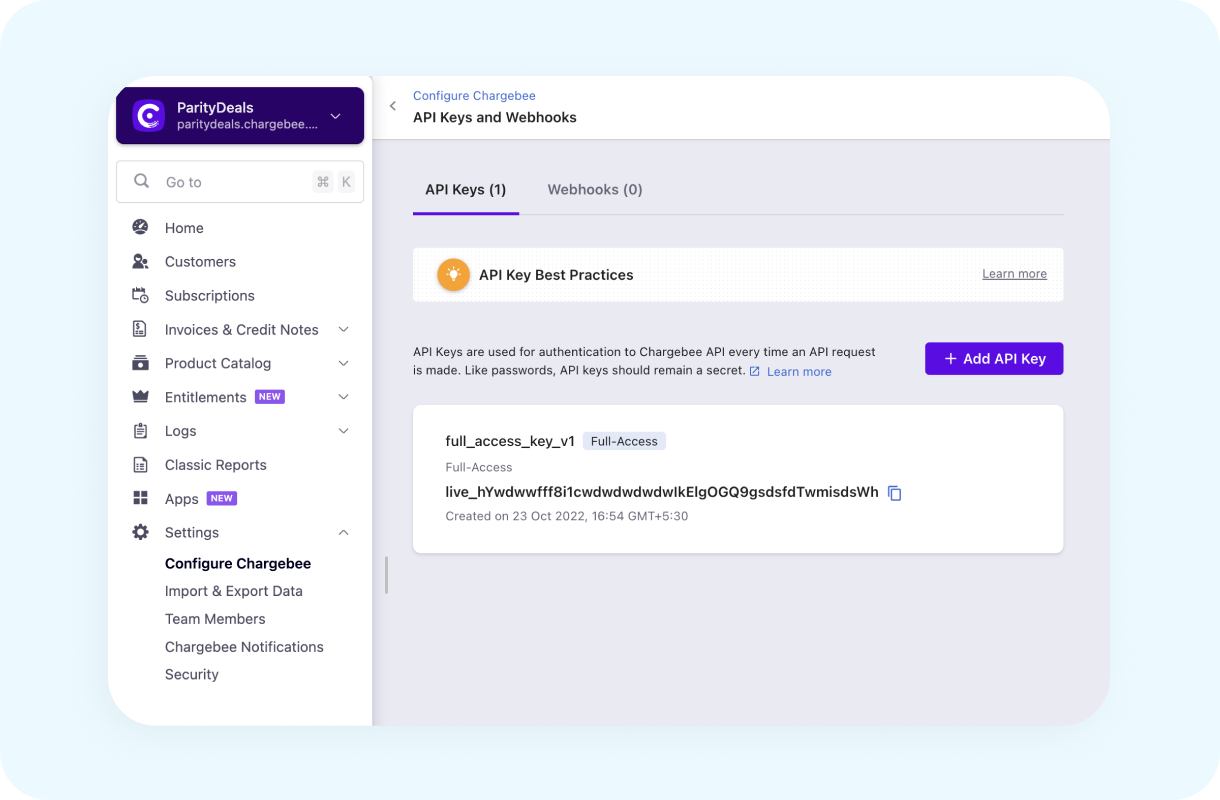 ParityDeals
paritydeals.chargebee....
Go to
⌘ K
Home
Customers
Subscriptions
Invoices & Credit Notes
Product Catalog
Entitlements NEW
Logs
Classic Reports
Apps NEW
Settings
Configure Chargebee
Import & Export Data
Team Members
Chargebee Notifications
Security
Configure Chargebee
API Keys and Webhooks
API Keys (1)
Webhooks (0)
API Key Best Practices
Learn more
API Keys are used for authentication to Chargebee API every time an API request
is made. Like passwords, API keys should remain a secret. Learn more
+ Add API Key
full_access_key_v1 Full-Access
Full-Access
live_hYwdwwfff8i1cwdwdwdwdwIkEIgOGQ9gsdsfdTwmisdsWh
Created on 23 Oct 2022, 16:54 GMT+5:30